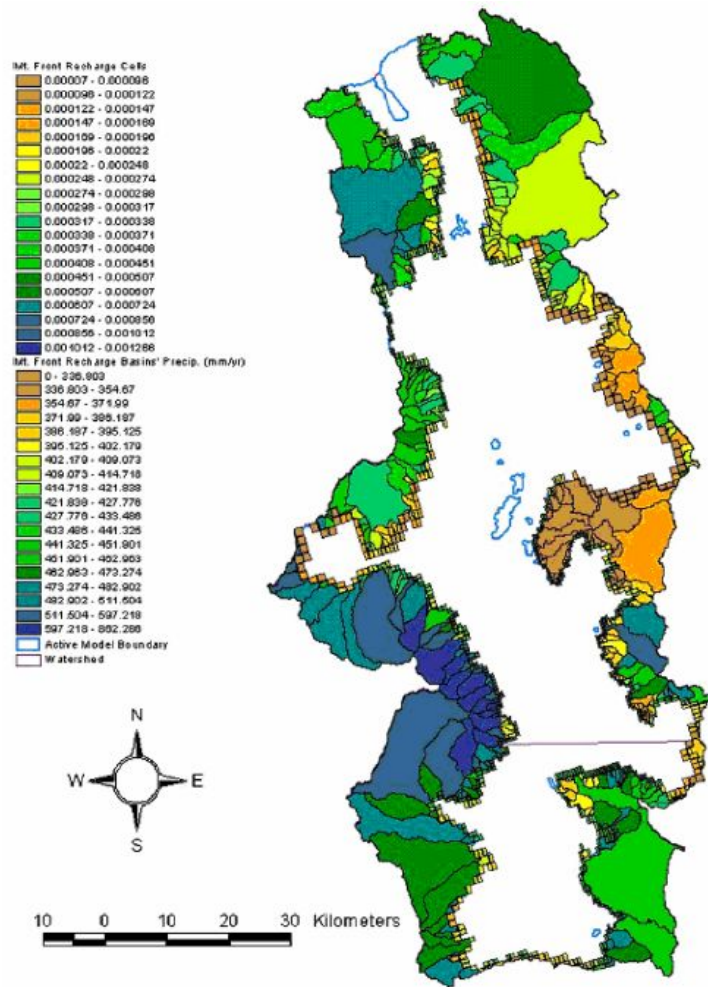 Mt. Front Recharge Cells
0.00007 - 0.000096
0.000096 - 0.000122
0.000122 - 0.000147
0.000147 - 0.000169
0.000169 - 0.000196
0.000196 - 0.00022
0.00022 - 0.000248
0.000248 - 0.000274
0.000274 - 0.000298
0.000298 - 0.000317
0.000317 - 0.000338
0.000338 - 0.000371
0.000371 - 0.000408
0.000408 - 0.000451
0.000451 - 0.000507
0.000507 - 0.000607
0.000607 - 0.000724
0.000724 - 0.000856
0.000856 - 0.001012
0.001012 - 0.001286
Mt. Front Recharge Basins' Precip. (mm/yr)
0 - 336.803
336.803 - 354.67
354.67 - 371.99
371.99 - 386.187
386.187 - 395.125
395.125 - 402.179
402.179 - 409.073
409.073 - 414.718
414.718 - 421.838
421.838 - 427.776
427.776 - 433.486
433.486 - 441.325
441.325 - 451.801
451.801 - 462.963
462.963 - 473.274
473.274 - 482.902
482.902 - 511.504
511.504 - 597.218
597.218 - 862.286
Active Model Boundary
Watershed
N
W E
S
10 0 10 20 30 Kilometers